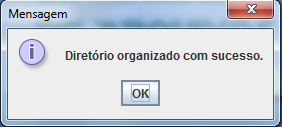 Mensagem
Diretório organizado com sucesso.
OK